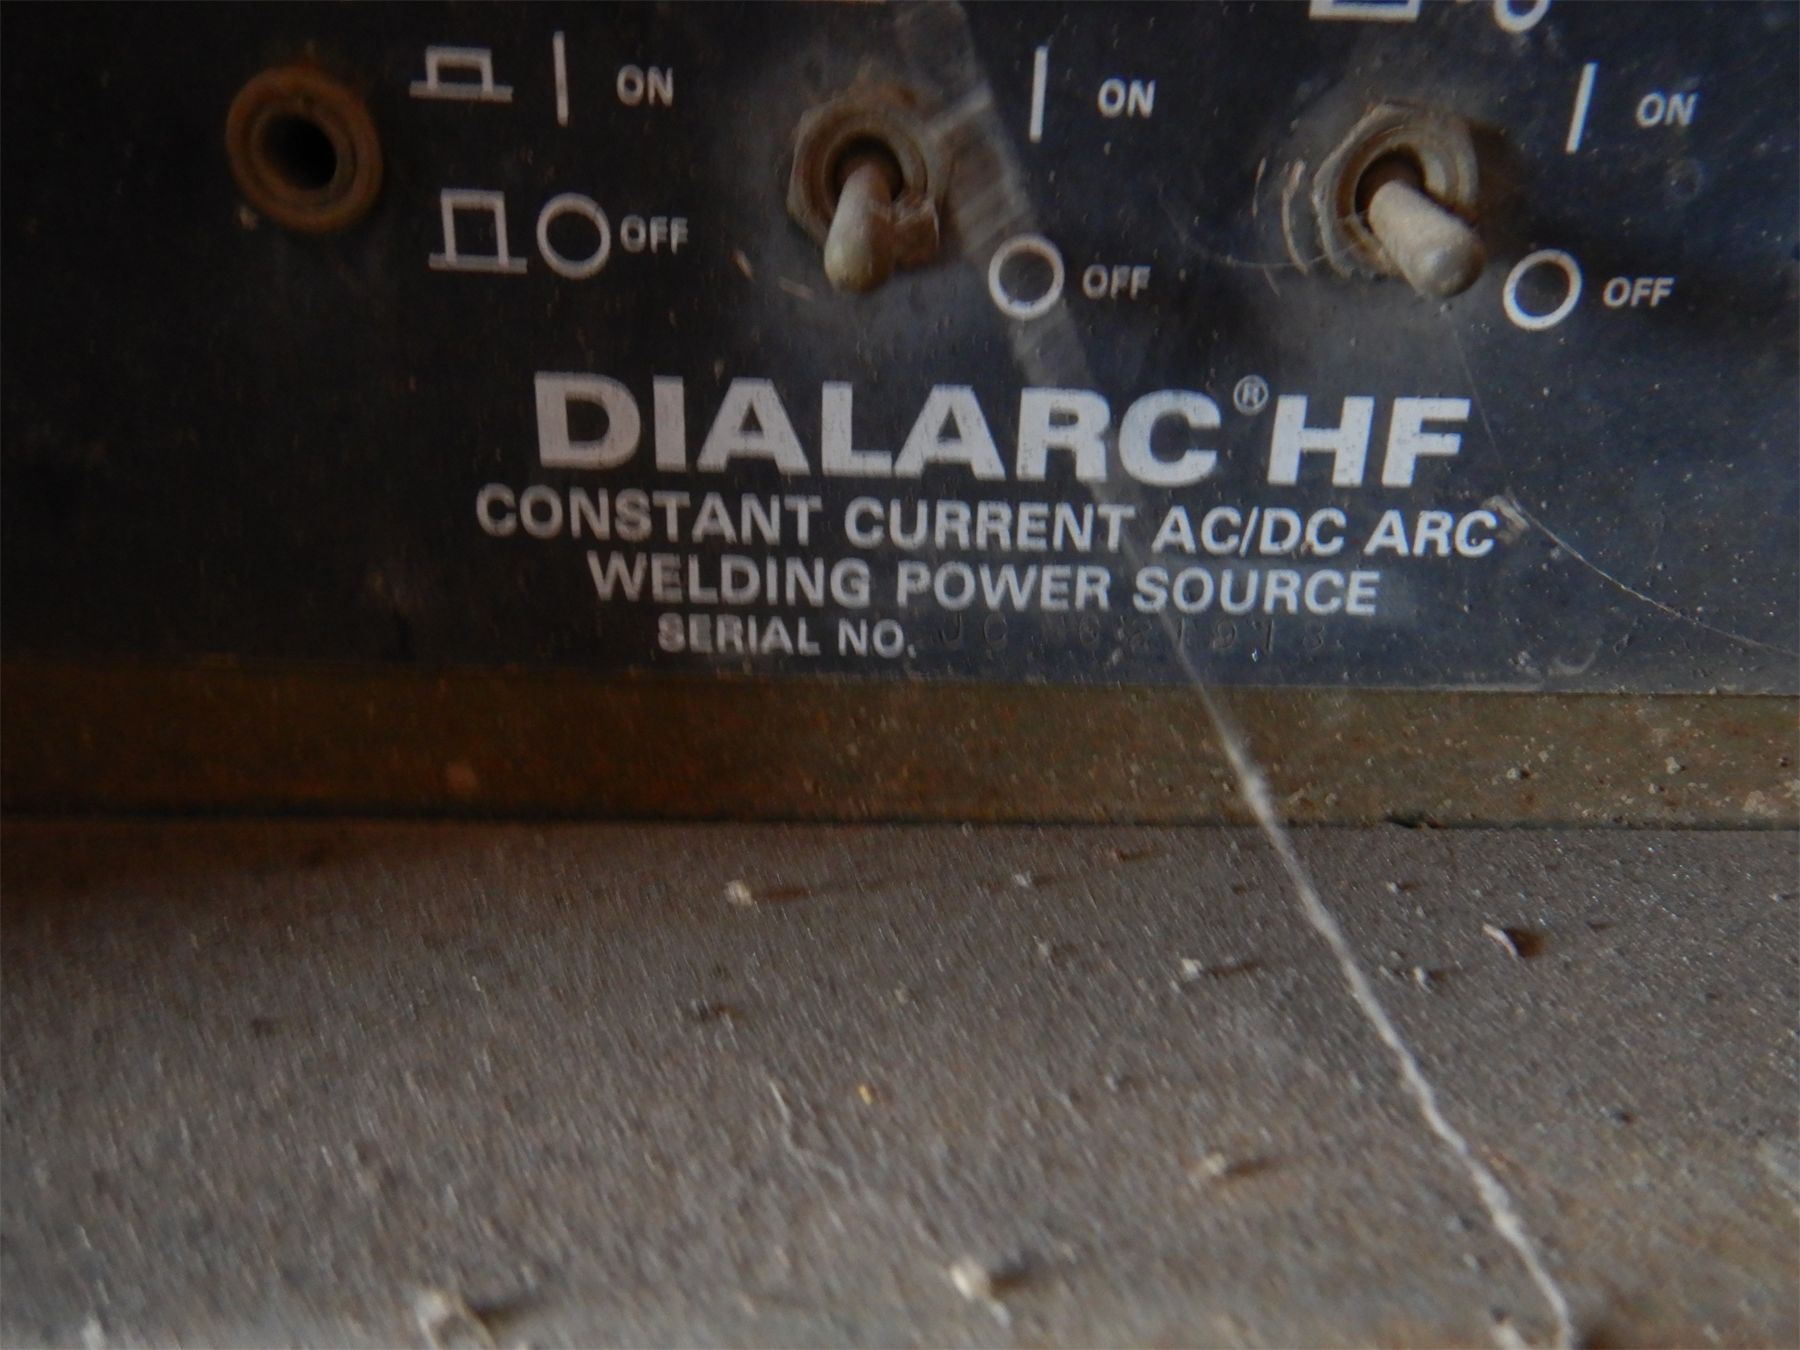 ON ON ON
OFF OFF OFF
DIALARC® HF
CONSTANT CURRENT AC/DC ARC
WELDING POWER SOURCE
SERIAL NO.